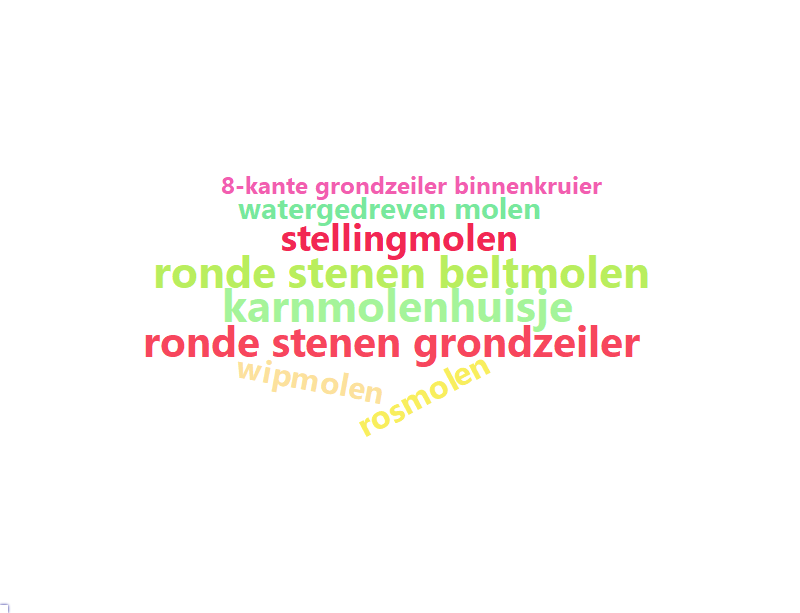 8-kante grondzeiler binnenkruier
watergedreven molen
stellingmolen
ronde stenen beltmolen
karnmolenhuisje
ronde stenen grondzeiler
wipmolen
rosmolen